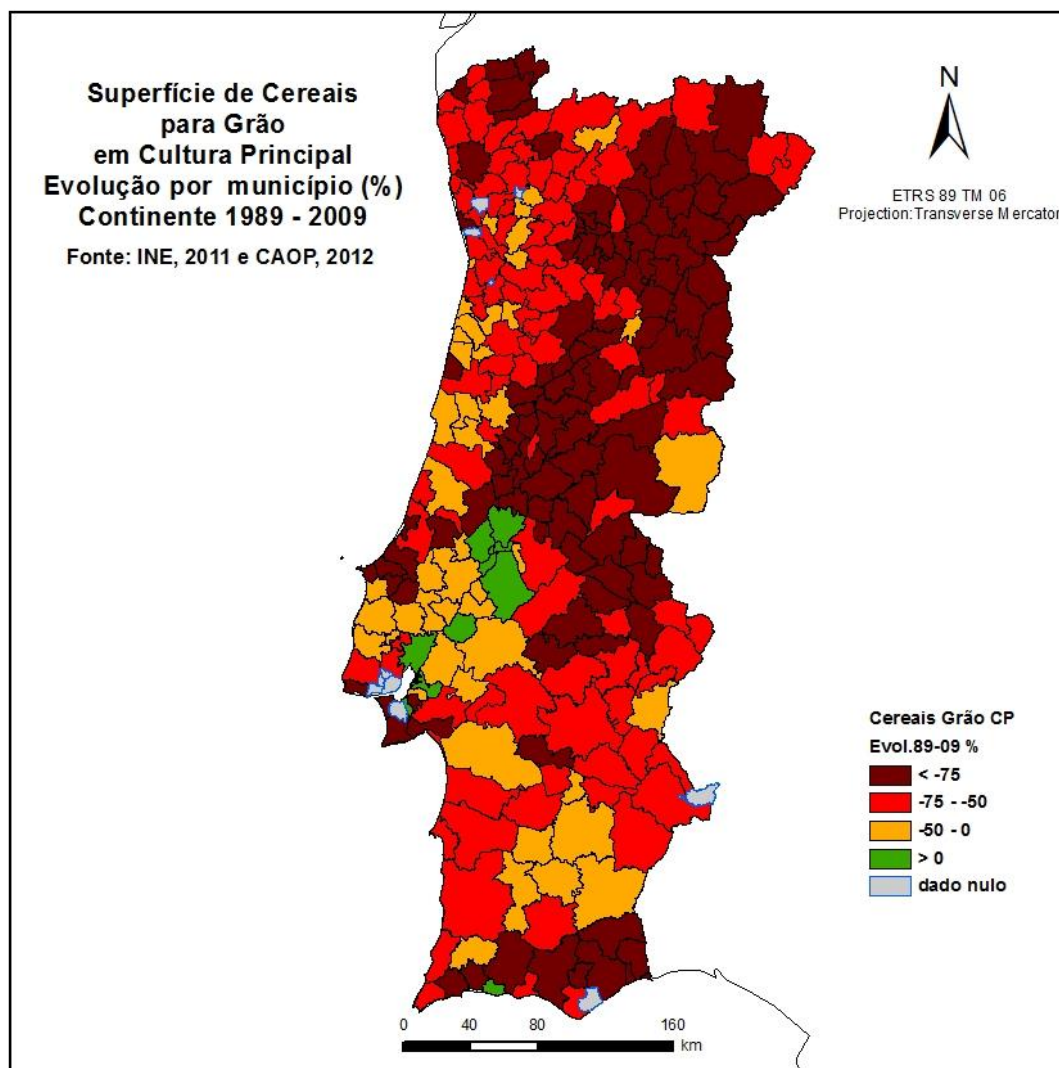 Superfície de Cereais
para Grão
em Cultura Principal
Evolução por município (%)
Continente 1989 - 2009
Fonte: INE, 2011 e CAOP, 2012
N
ETRS 89 TM 06
Projection:Transverse Mercator
Cereais Grão CP
Evol.89-09 %
< -75
-75 - -50
-50 - 0
> 0
dado nulo
0 40 80 160
km